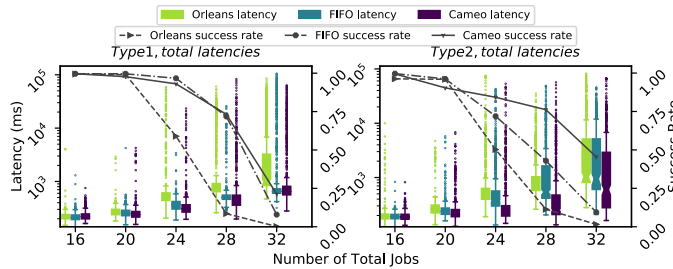 Orleans latency FIFO latency Cameo latency
Orleans success rate FIFO success rate Cameo success rate
Type1, total latencies Type2, total latencies
Latency (ms)
10^5
10^4
10^3
1.00
0.75
0.50
0.25
0.00
16 20 24 28 32
10^5
10^4
10^3
1.00
0.75
0.50
0.25
0.00
Success Rate
16 20 24 28 32
Number of Total Jobs